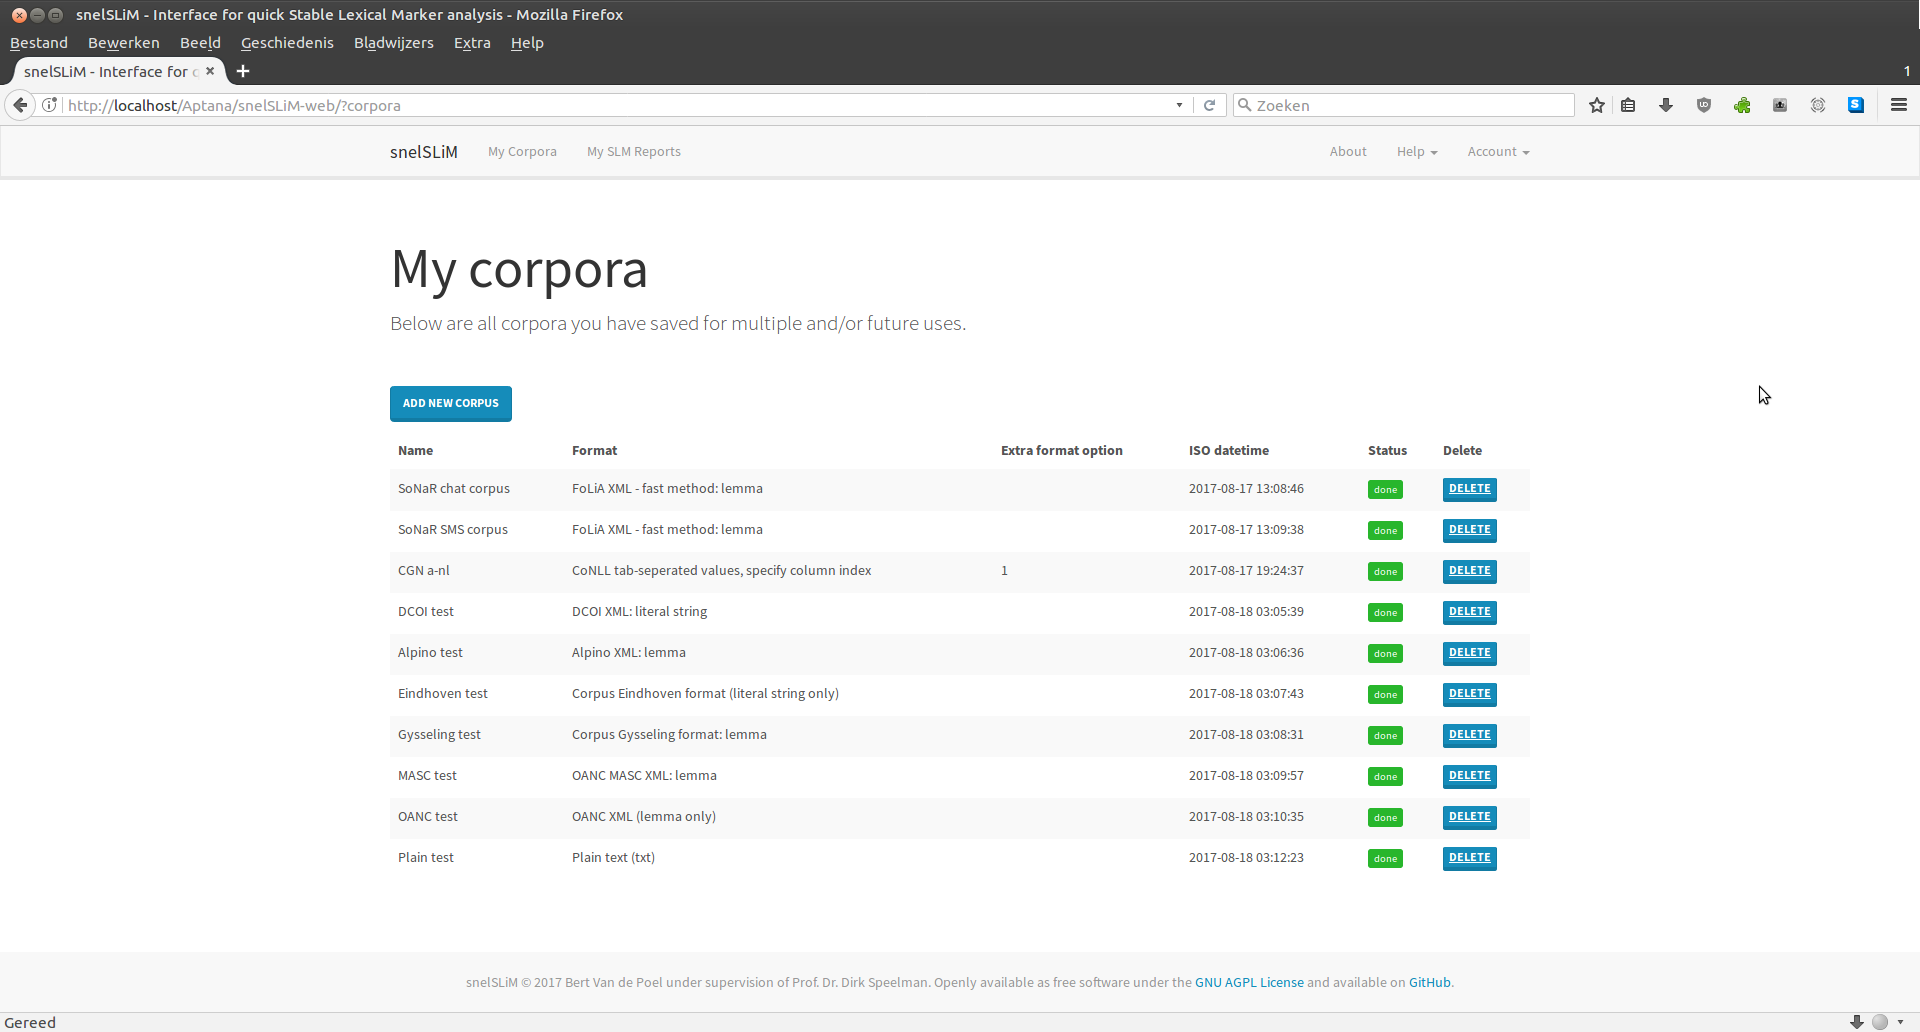 snelSLiM - Interface for quick Stable Lexical Marker analysis - Mozilla Firefox
Bestand Bewerken Beeld Geschiedenis Bladwijzers Extra Help
snelSLiM - Interface for q 1
http://localhost/Aptana/snelSLiM-web/?corpora Zoeken
snelSLiM My Corpora My SLM Reports About Help Account
My corpora
Below are all corpora you have saved for multiple and/or future uses.
ADD NEW CORPUS
Name Format Extra format option ISO datetime Status Delete
SoNaR chat corpus FoLiA XML - fast method: lemma 2017-08-17 13:08:46 done DELETE
SoNaR SMS corpus FoLiA XML - fast method: lemma 2017-08-17 13:09:38 done DELETE
CGN a-nl CoNLL tab-seperated values, specify column index 1 2017-08-17 19:24:37 done DELETE
DCOI test DCOI XML: literal string 2017-08-18 03:05:39 done DELETE
Alpino test Alpino XML: lemma 2017-08-18 03:06:36 done DELETE
Eindhoven test Corpus Eindhoven format (literal string only) 2017-08-18 03:07:43 done DELETE
Gysseling test Corpus Gysseling format: lemma 2017-08-18 03:08:31 done DELETE
MASC test OANC MASC XML: lemma 2017-08-18 03:09:57 done DELETE
OANC test OANC XML (lemma only) 2017-08-18 03:10:35 done DELETE
Plain test Plain text (txt) 2017-08-18 03:12:23 done DELETE
snelSLiM © 2017 Bert Van de Poel under supervision of Prof. Dr. Dirk Speelman. Openly available as free software under the GNU AGPL License and available on GitHub.
Gereed